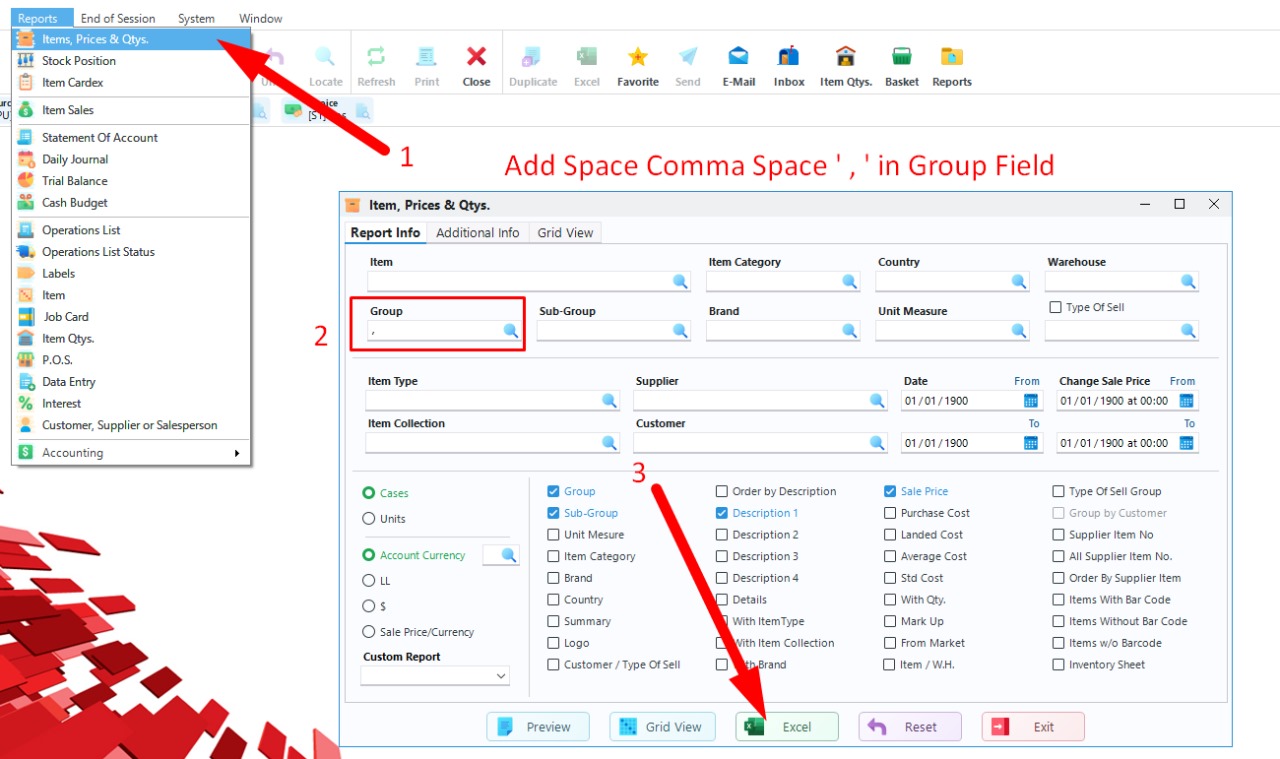 Reports End of Session System Window
Items, Prices & Qtys.
Stock Position
Item Cardex
Item Sales
Statement Of Account
Daily Journal
Trial Balance
Cash Budget
Operations List
Operations List Status
Labels
Item
Job Card
Item Qtys.
P.O.S.
Data Entry
Interest
Customer, Supplier or Salesperson
Accounting
Locate Refresh Print Close Duplicate Excel Favorite Send E-Mail Inbox Item Qtys. Basket Reports
1
Add Space Comma Space ' , ' in Group Field
Item, Prices & Qtys.
Report Info Additional Info Grid View
Item Item Category Country Warehouse
2
Group Sub-Group Brand Unit Measure Type Of Sell
,
Item Type Supplier Date From Change Sale Price From
01/01/1900 01/01/1900 at 00:00
Item Collection Customer To To
01/01/1900 01/01/1900 at 00:00
3
Cases
Units
Account Currency
LL
$
Sale Price/Currency
Custom Report
Group
Sub-Group
Unit Mesure
Item Category
Brand
Country
Summary
Logo
Customer / Type Of Sell
Order by Description
Description 1
Description 2
Description 3
Description 4
Details
With ItemType
With Item Collection
Brand
Sale Price
Purchase Cost
Landed Cost
Average Cost
Std Cost
With Qty.
Mark Up
From Market
Item / W.H.
Type Of Sell Group
Group by Customer
Supplier Item No
All Supplier Item No.
Order By Supplier Item
Items With Bar Code
Items Without Bar Code
Items w/o Barcode
Inventory Sheet
Preview Grid View Excel Reset Exit